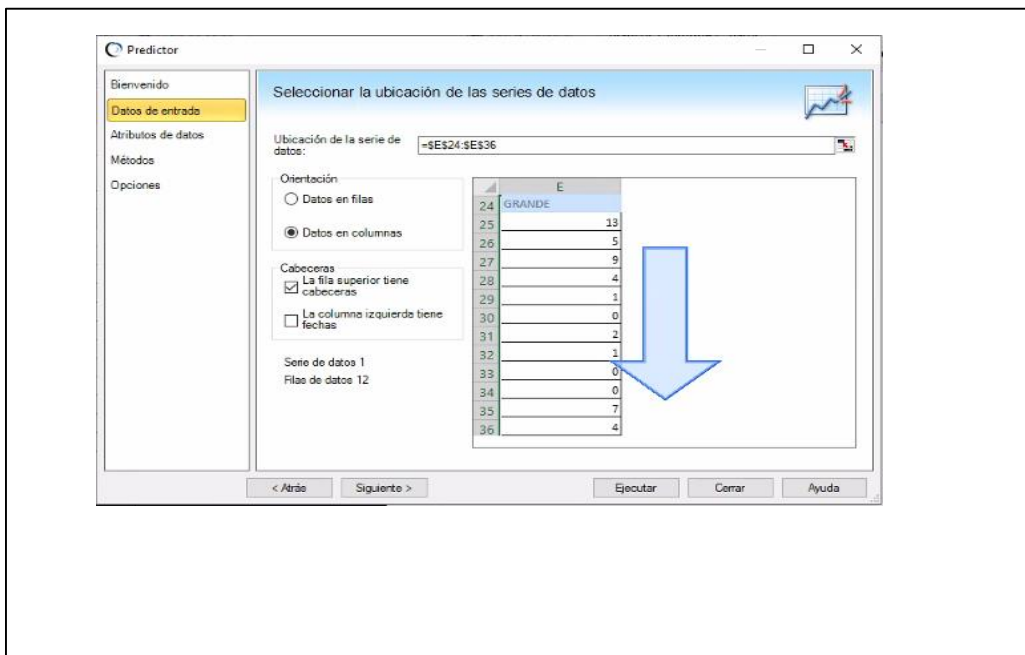 Predictor
Bienvenido
Datos de entrada
Atributos de datos
Métodos
Opciones
Seleccionar la ubicación de las series de datos
Ubicación de la serie de
datos:
=$E$24:$E$36
Orientación
Datos en filas
Datos en columnas
Cabeceras
La fila superior tiene
cabeceras
La columna izquierda tiene
fechas
Serie de datos 1
Filas de datos 12
E
24 GRANDE
25 13
26 5
27 9
28 4
29 1
30 0
31 2
32 1
33 0
34 0
35 7
36 4
< Atrás
Siguiente >
Ejecutar
Cerrar
Ayuda